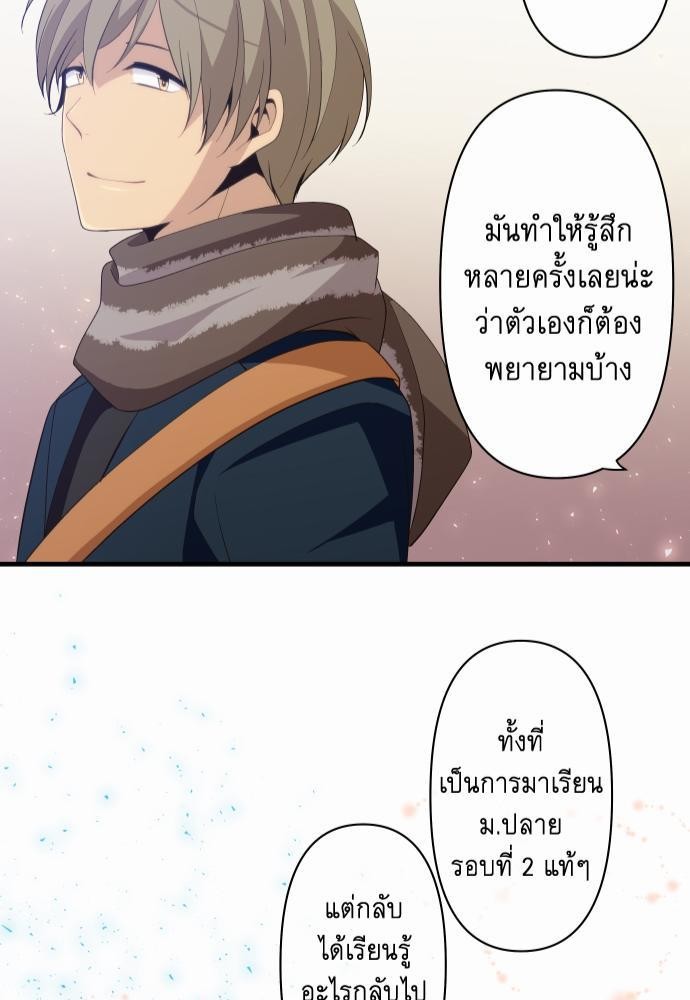 มันทำให้รู้สึก
หลายครั้งเลยน่ะ
ว่าตัวเองก็ต้อง
พยายามบ้าง
ทั้งที่
เป็นการมาเรียน
ม.ปลาย
รอบที่ 2 แท้ๆ
แต่กลับ
ได้เรียนรู้
อะไรกลับไป